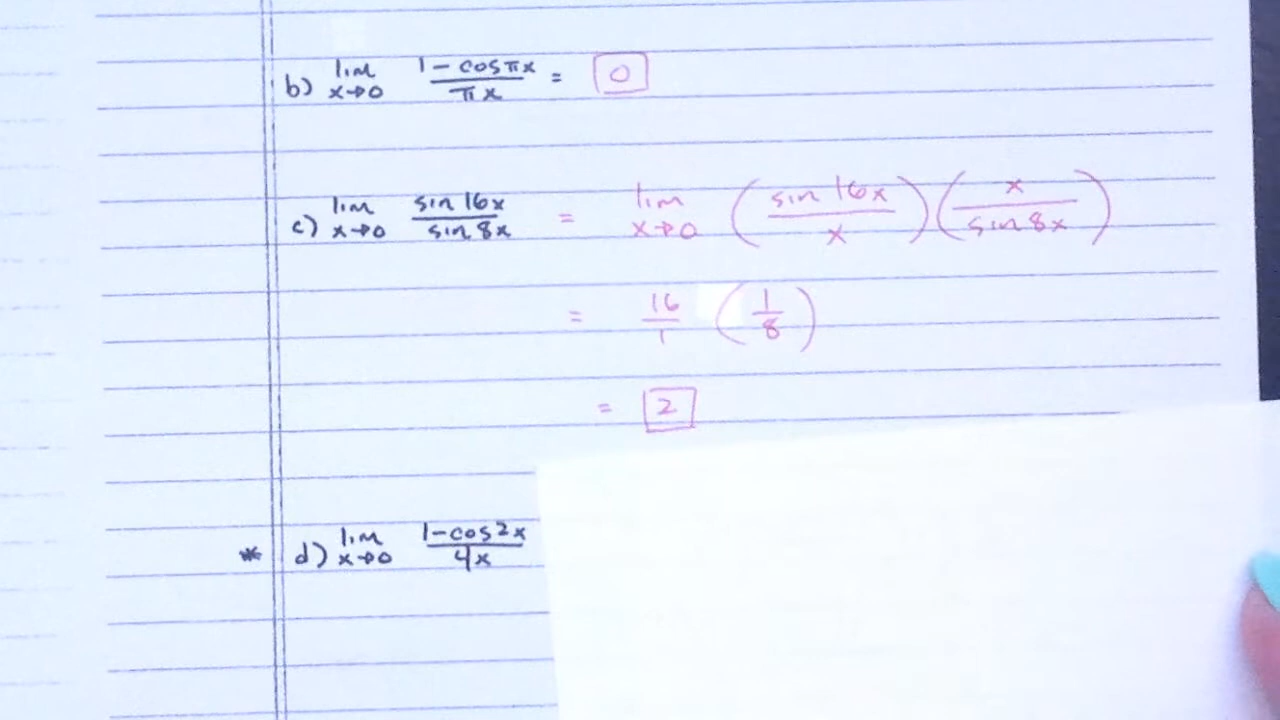 b) lim x→0 (1 - cos πx)/(πx) = 0
c) lim x→0 (sin 16x)/(sin 8x) = lim x→0 ((sin 16x)/x)(x/(sin 8x))
= 16/1 (1/8)
= 2
* d) lim x→0 (1-cos 2x)/(4x)